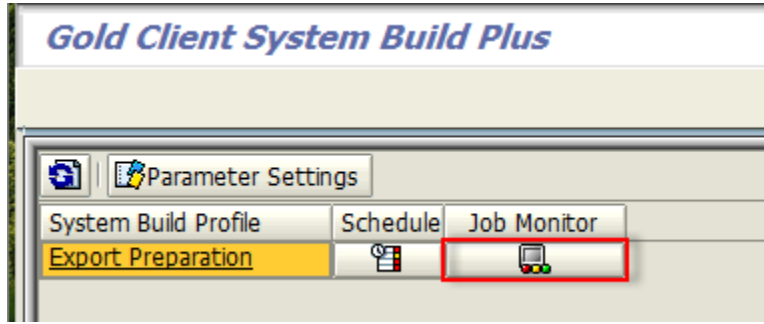 Gold Client System Build Plus
Parameter Settings
System Build Profile Schedule Job Monitor
Export Preparation